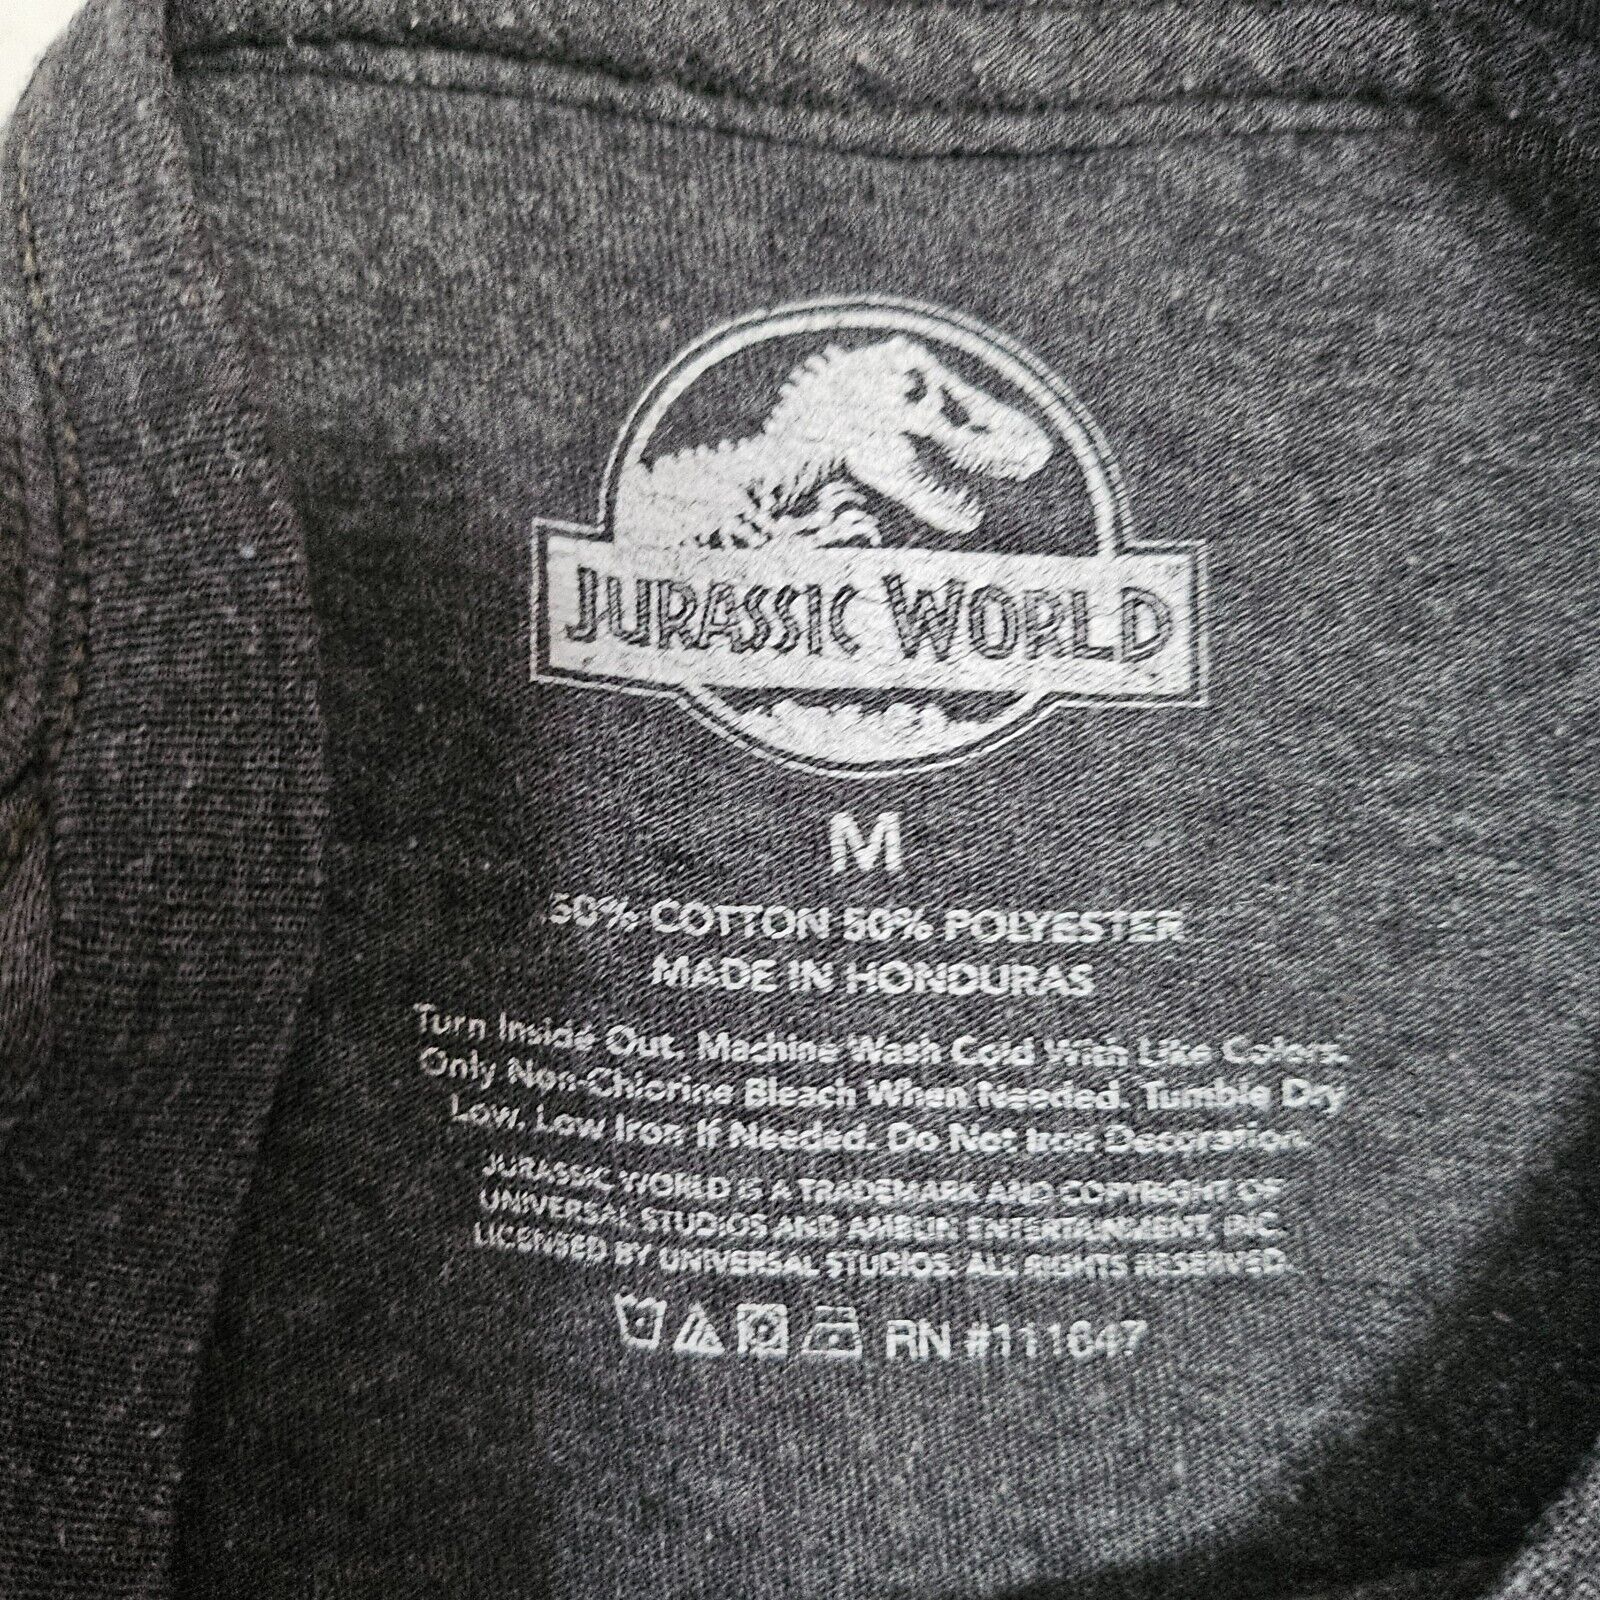 JURASSIC WORLD
M
50% COTTON 50% POLYESTER
MADE IN HONDURAS
Turn Inside Out. Machine Wash Cold With Like Colors.
Only Non-Chlorine Bleach When Needed. Tumble Dry
Low. Low Iron If Needed. Do Not Iron Decoration.
JURASSIC WORLD IS A TRADEMARK AND COPYRIGHT OF
UNIVERSAL STUDIOS AND AMBLIN ENTERTAINMENT, INC.
LICENSED BY UNIVERSAL STUDIOS. ALL RIGHTS RESERVED.
RN #111647